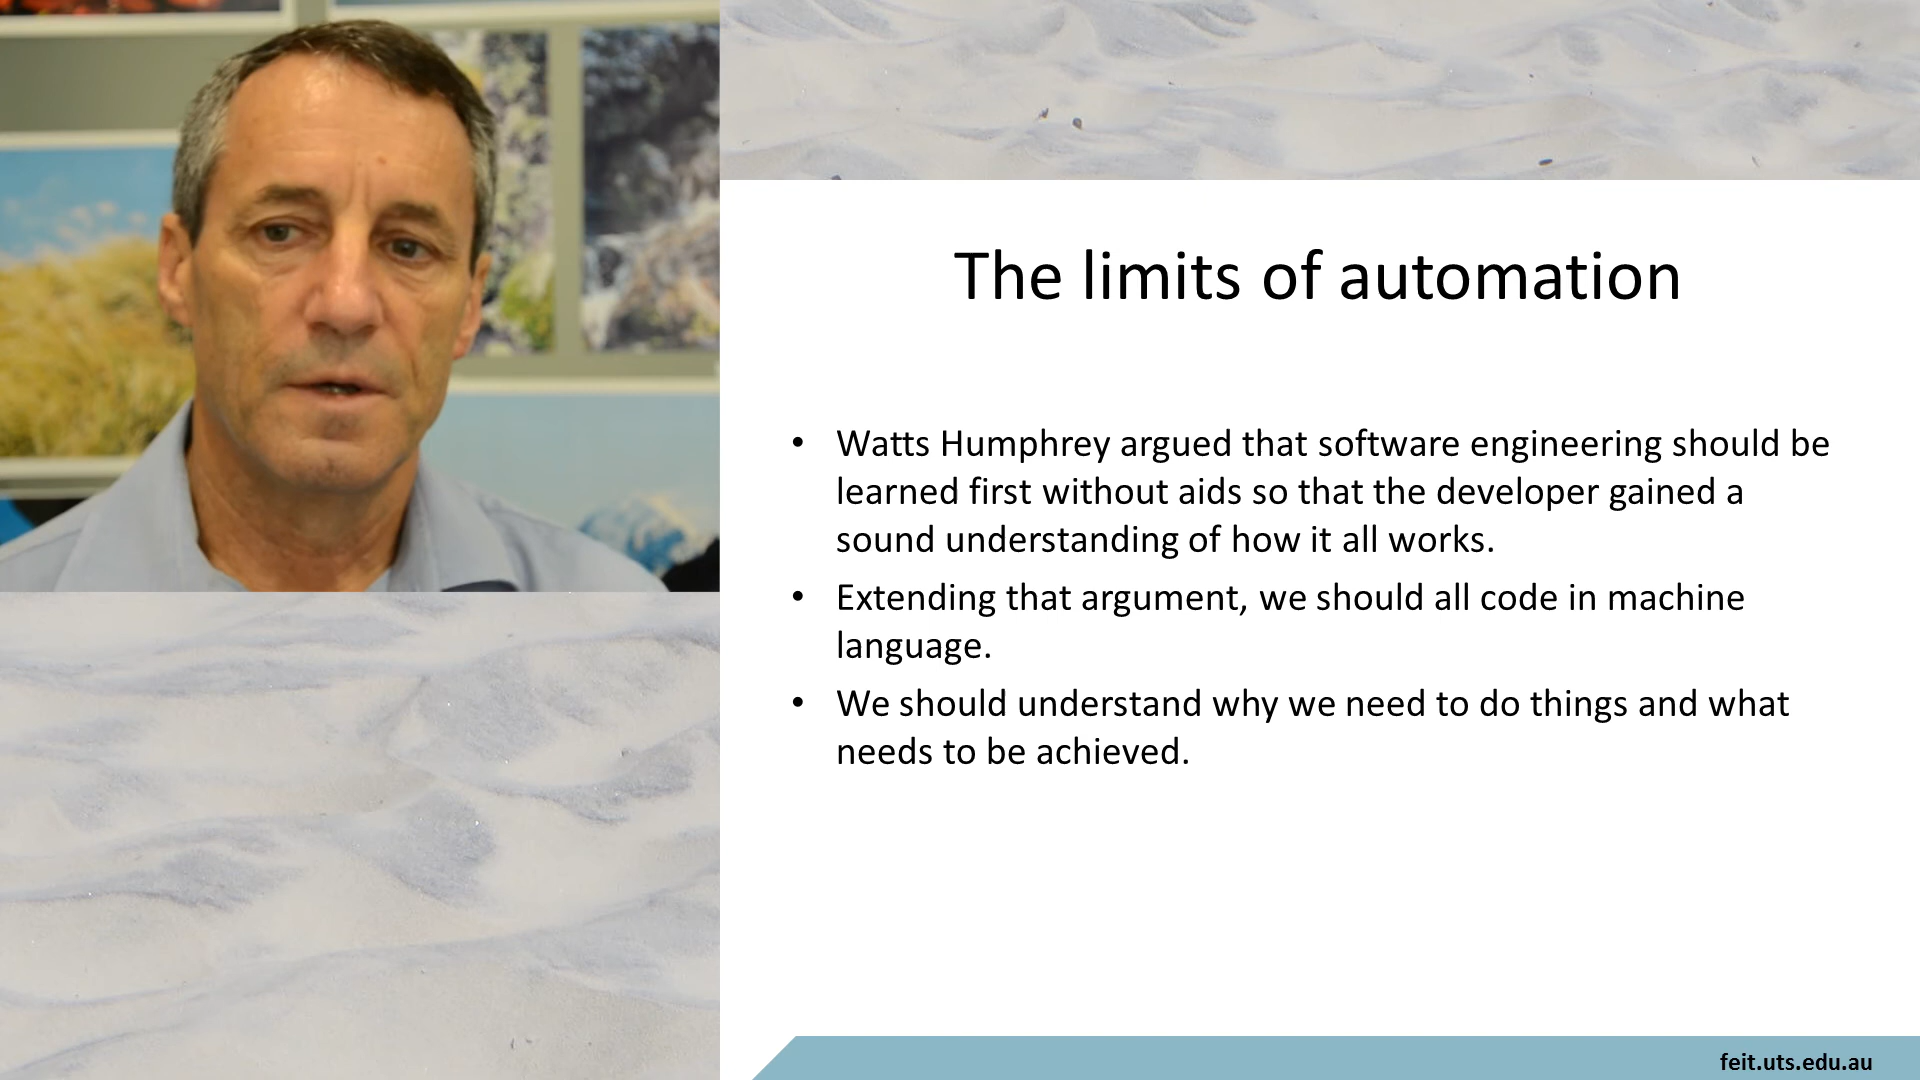 The limits of automation
• Watts Humphrey argued that software engineering should be
learned first without aids so that the developer gained a
sound understanding of how it all works.
• Extending that argument, we should all code in machine
language.
• We should understand why we need to do things and what
needs to be achieved.
feit.uts.edu.au